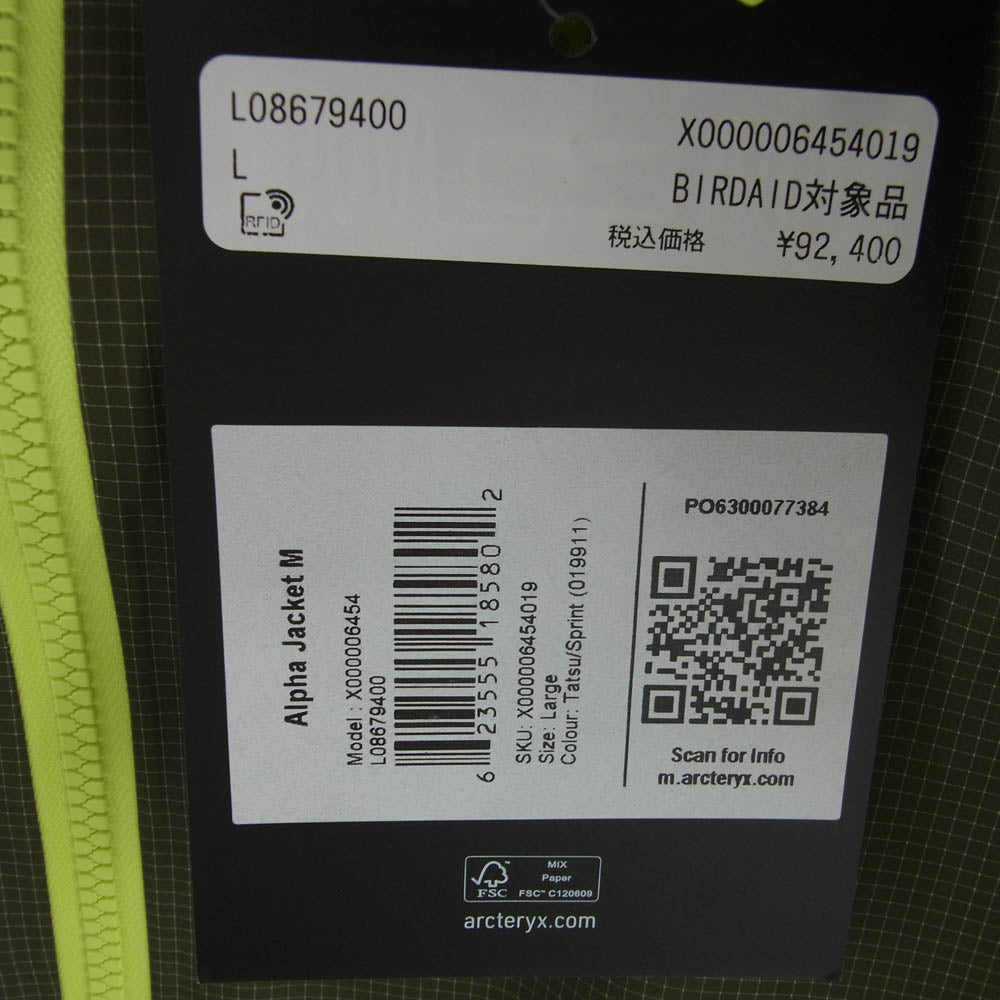 L08679400
L
RFID
X000006454019
BIRDAID対象品
税込価格 ¥92,400
Alpha Jacket M
Model : X000006454
L08679400
6 23555 18580 2
SKU: X000006454019
Size: Large
Colour: Tatsu/Sprint (019911)
PO6300077384
Scan for Info
m.arcteryx.com
FSC™
MIX
Paper
FSC™ C120609
arcteryx.com